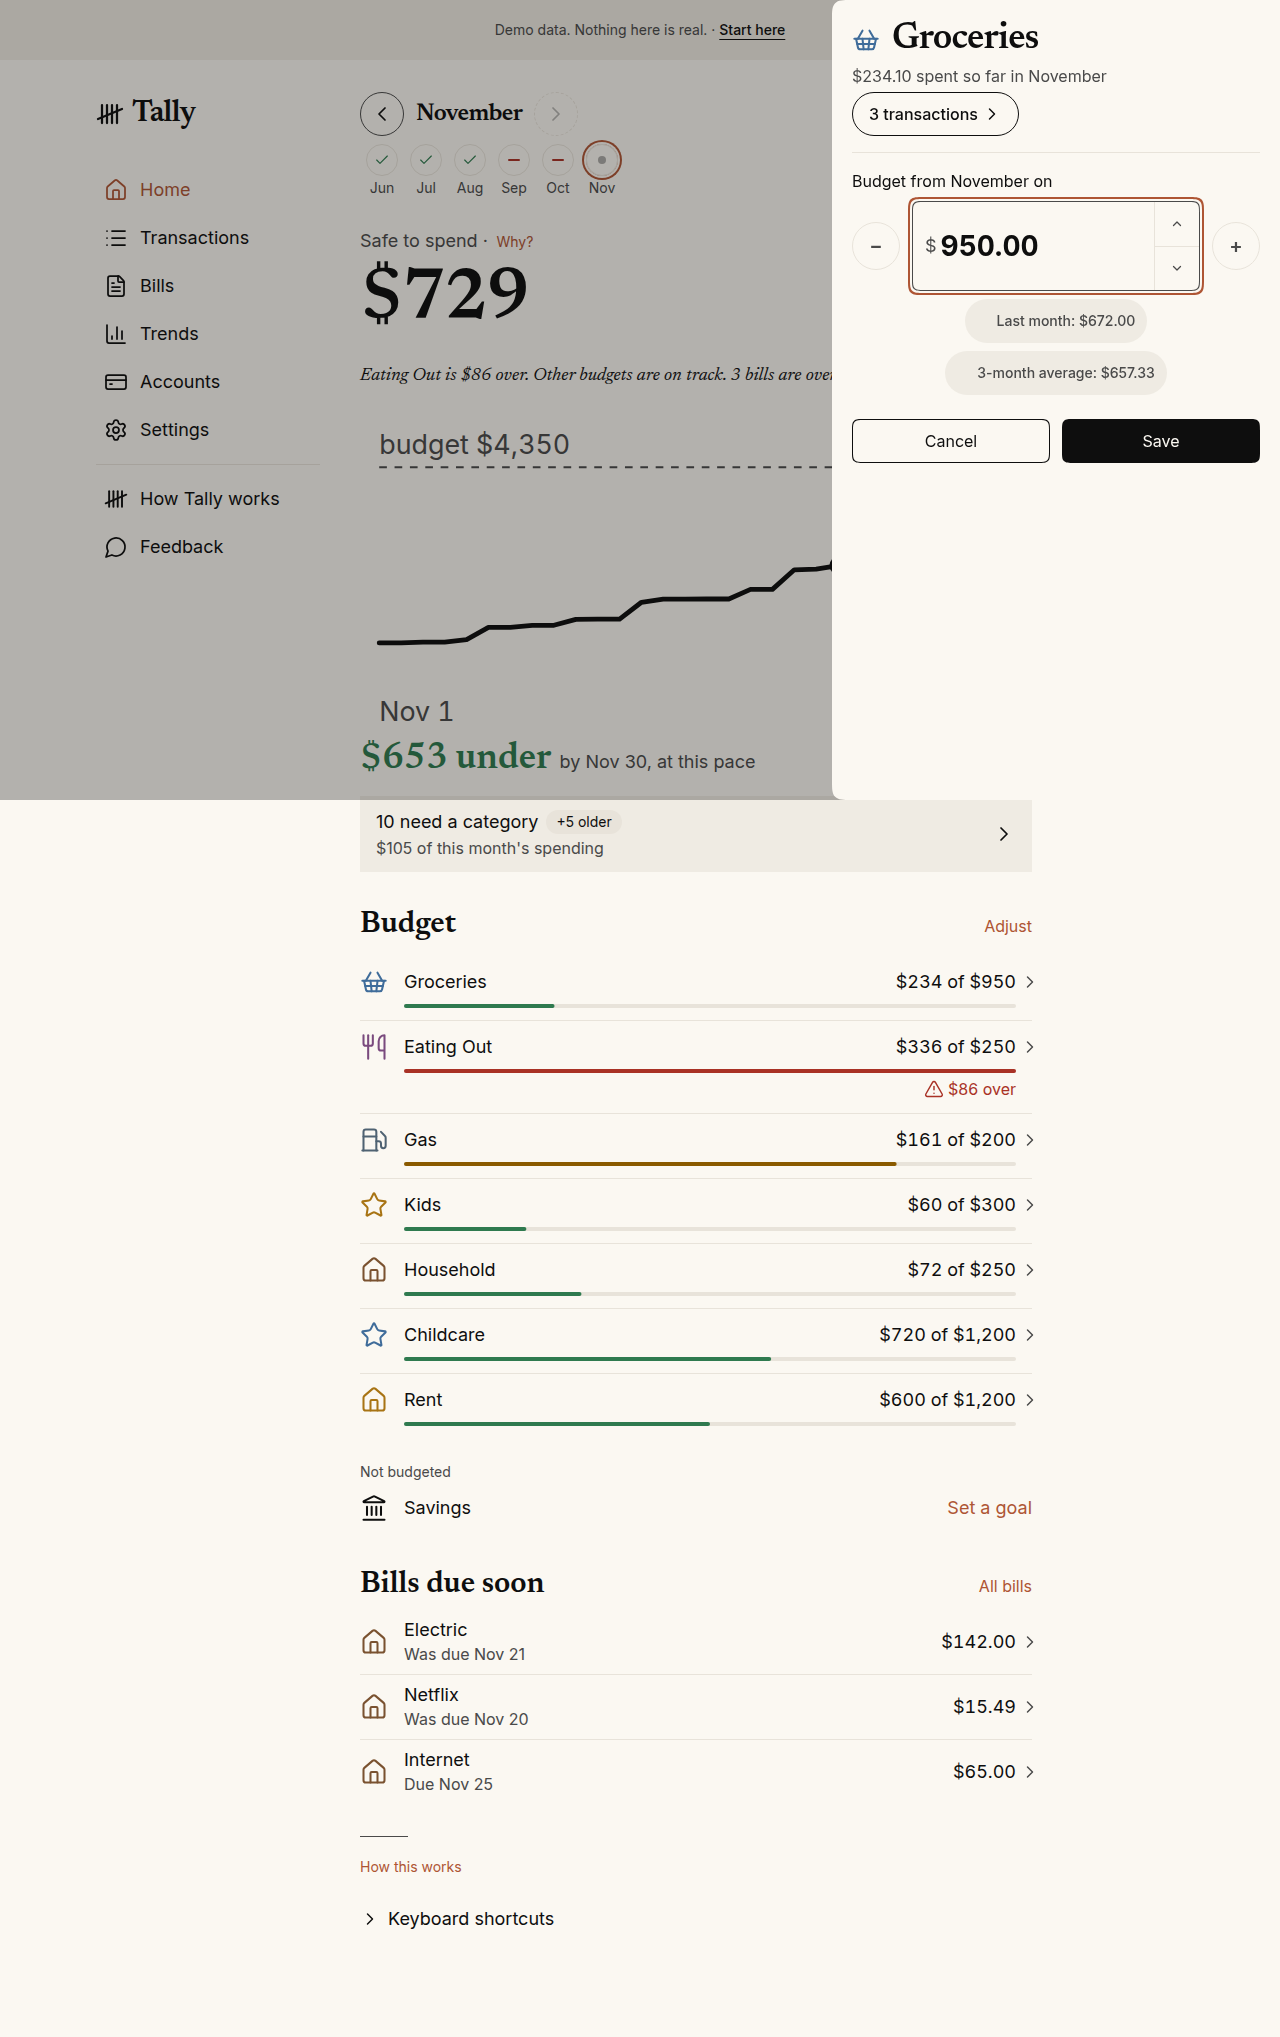 Demo data. Nothing here is real. · Start here
Tally
Home
Transactions
Bills
Trends
Accounts
Settings
How Tally works
Feedback
November
Jun Jul Aug Sep Oct Nov
Safe to spend · Why?
$729
Eating Out is $86 over. Other budgets are on track. 3 bills are over
budget $4,350
Nov 1
$653 under by Nov 30, at this pace
Groceries
$234.10 spent so far in November
3 transactions
Budget from November on
− $ 950.00 +
Last month: $672.00
3-month average: $657.33
Cancel Save
10 need a category +5 older
$105 of this month's spending
Budget Adjust
Groceries $234 of $950
Eating Out $336 of $250
$86 over
Gas $161 of $200
Kids $60 of $300
Household $72 of $250
Childcare $720 of $1,200
Rent $600 of $1,200
Not budgeted
Savings Set a goal
Bills due soon All bills
Electric $142.00
Was due Nov 21
Netflix $15.49
Was due Nov 20
Internet $65.00
Due Nov 25
How this works
Keyboard shortcuts